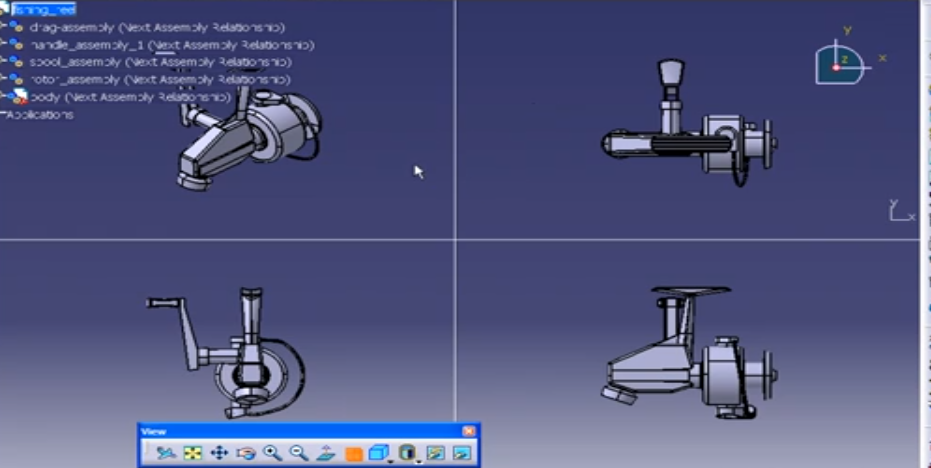 fishing_reel
drag-assembly (Next Assembly Relationship)
handle_assembly_1 (Next Assembly Relationship)
spool_assembly (Next Assembly Relationship)
rotor_assembly (Next Assembly Relationship)
body (Next Assembly Relationship)
Applications
y
x
z
y
x
View